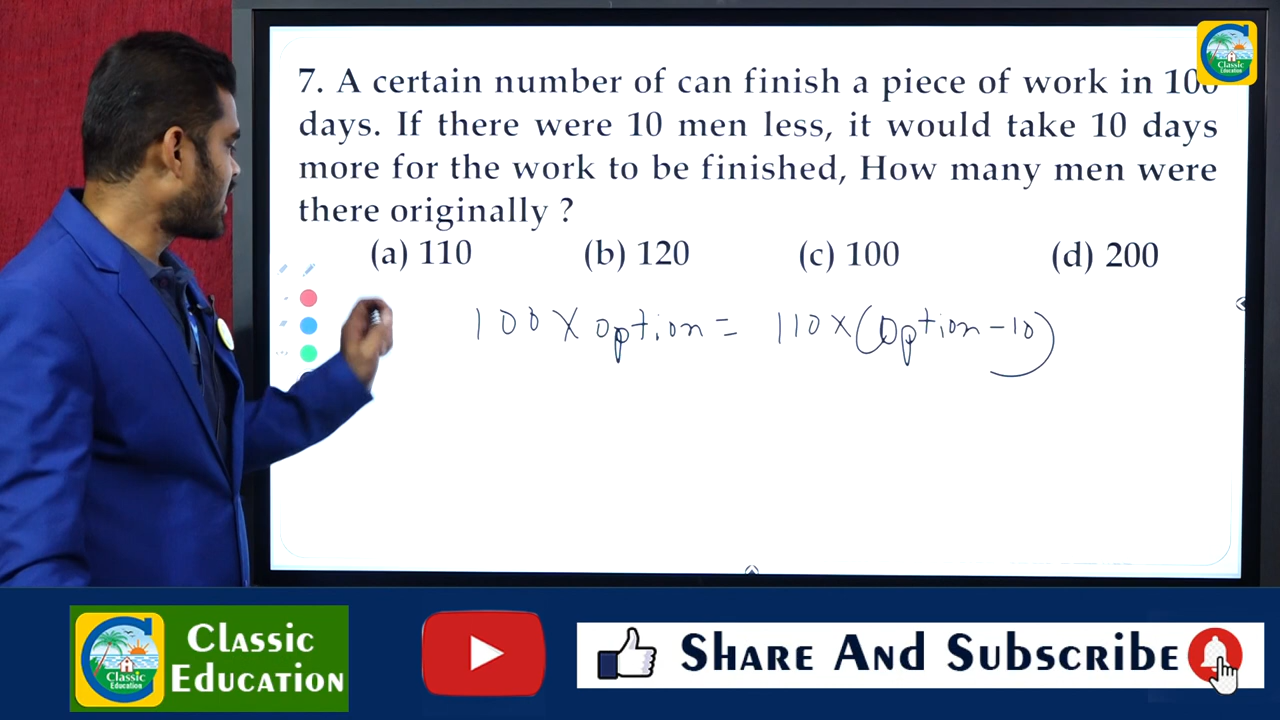 7. A certain number of can finish a piece of work in 100
days. If there were 10 men less, it would take 10 days
more for the work to be finished, How many men were
there originally ?
(a) 110 (b) 120 (c) 100 (d) 200
100 X option = 110 X (option - 10)
Classic
Education
Classic
Education
Classic
Education
Share And Subscribe